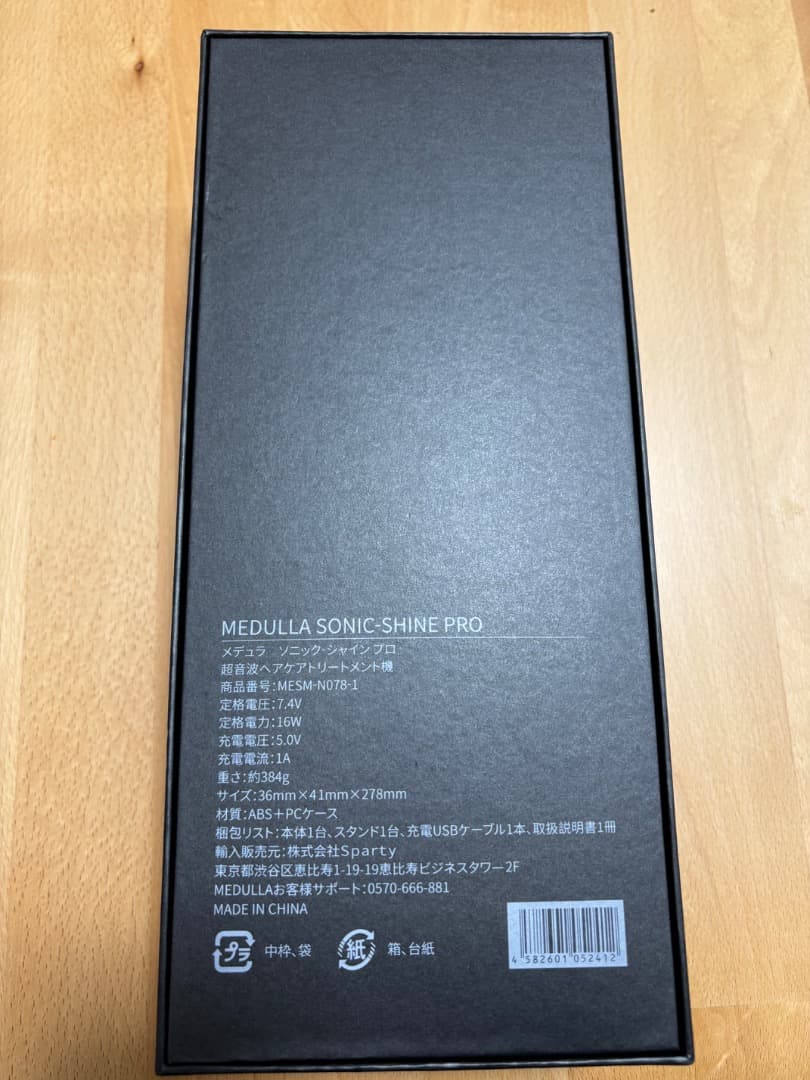 MEDULLA SONIC-SHINE PRO
メデュラ　ソニック-シャイン プロ
超音波ヘアケアトリートメント機
商品番号:MESM-N078-1
定格電圧:7.4V
定格電力:16W
充電電圧:5.0V
充電電流:1A
重さ:約384g
サイズ:36mm×41mm×278mm
材質:ABS+PCケース
梱包リスト:本体1台、スタンド1台、充電USBケーブル1本、取扱説明書1冊
輸入販売元:株式会社Sparty
東京都渋谷区恵比寿1-19-19恵比寿ビジネスタワー2F
MEDULLAお客様サポート:0570-666-881
MADE IN CHINA
プラ 中枠、袋 紙 箱、台紙
4 582601 052412